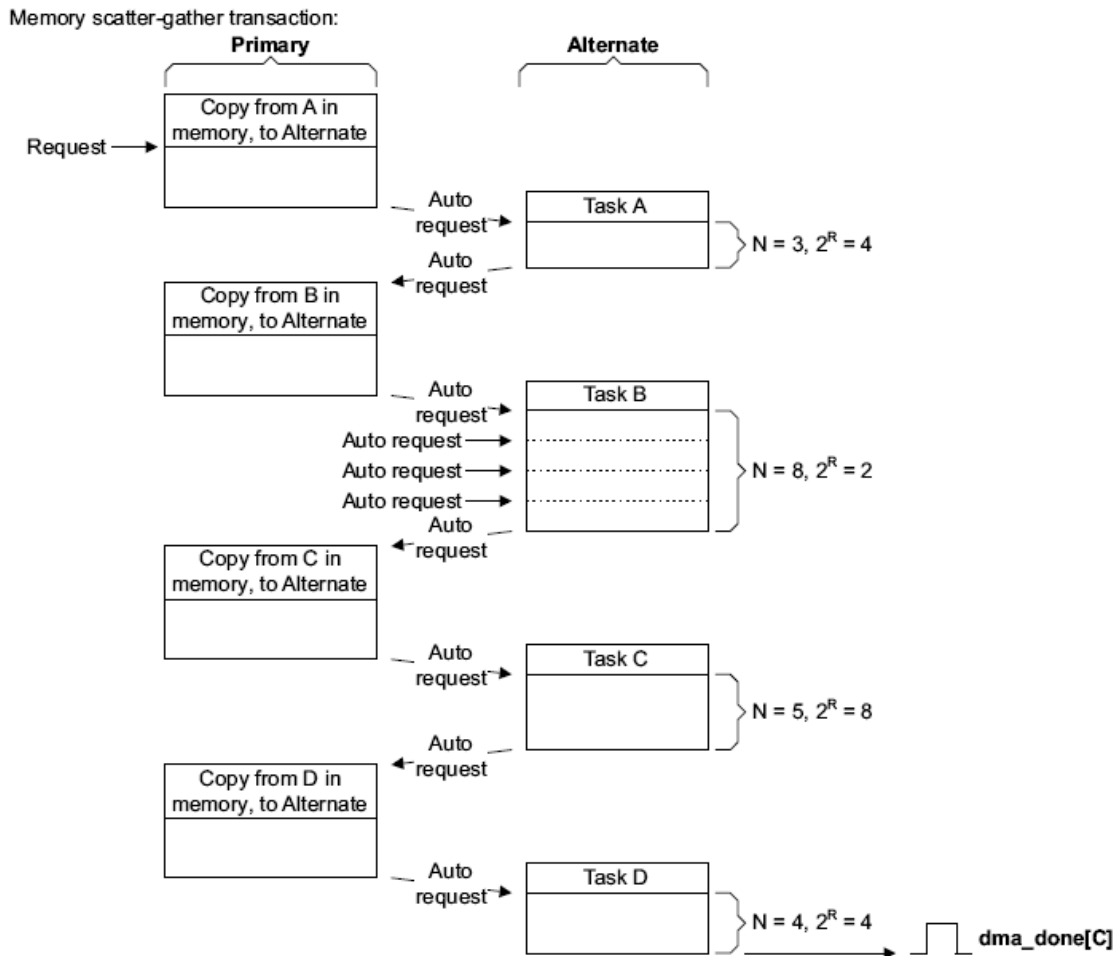 Memory scatter-gather transaction:
Primary
Alternate
Copy from A in
memory, to Alternate
Request
Auto
request
Task A
N = 3, 2^R = 4
Auto
request
Copy from B in
memory, to Alternate
Auto
request
Task B
Auto request
Auto request
N = 8, 2^R = 2
Auto request
Auto
request
Copy from C in
memory, to Alternate
Auto
request
Task C
N = 5, 2^R = 8
Auto
request
Copy from D in
memory, to Alternate
Auto
request
Task D
N = 4, 2^R = 4
dma_done[C]